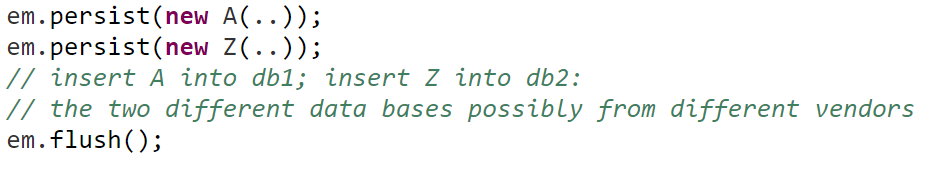 em.persist(new A(..));
em.persist(new Z(..));
// insert A into db1; insert Z into db2:
// the two different data bases possibly from different vendors
em.flush();